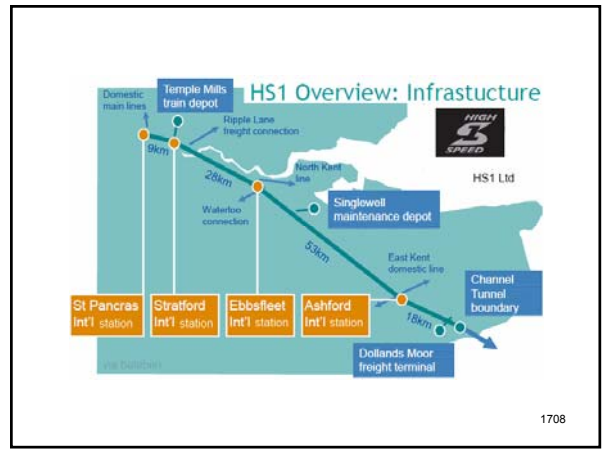 HS1 Overview: Infrastucture
Temple Mills
train depot
Domestic
main lines
Ripple Lane
freight connection
HIGH
SPEED
HS1 Ltd
9km
28km
North Kent
line
Waterloo
connection
Singlewell
maintenance depot
53km
East Kent
domestic line
Channel
Tunnel
boundary
St Pancras
Int'l station
Stratford
Int'l station
Ebbsfleet
Int'l station
Ashford
Int'l station
18km
Dollands Moor
freight terminal
1708